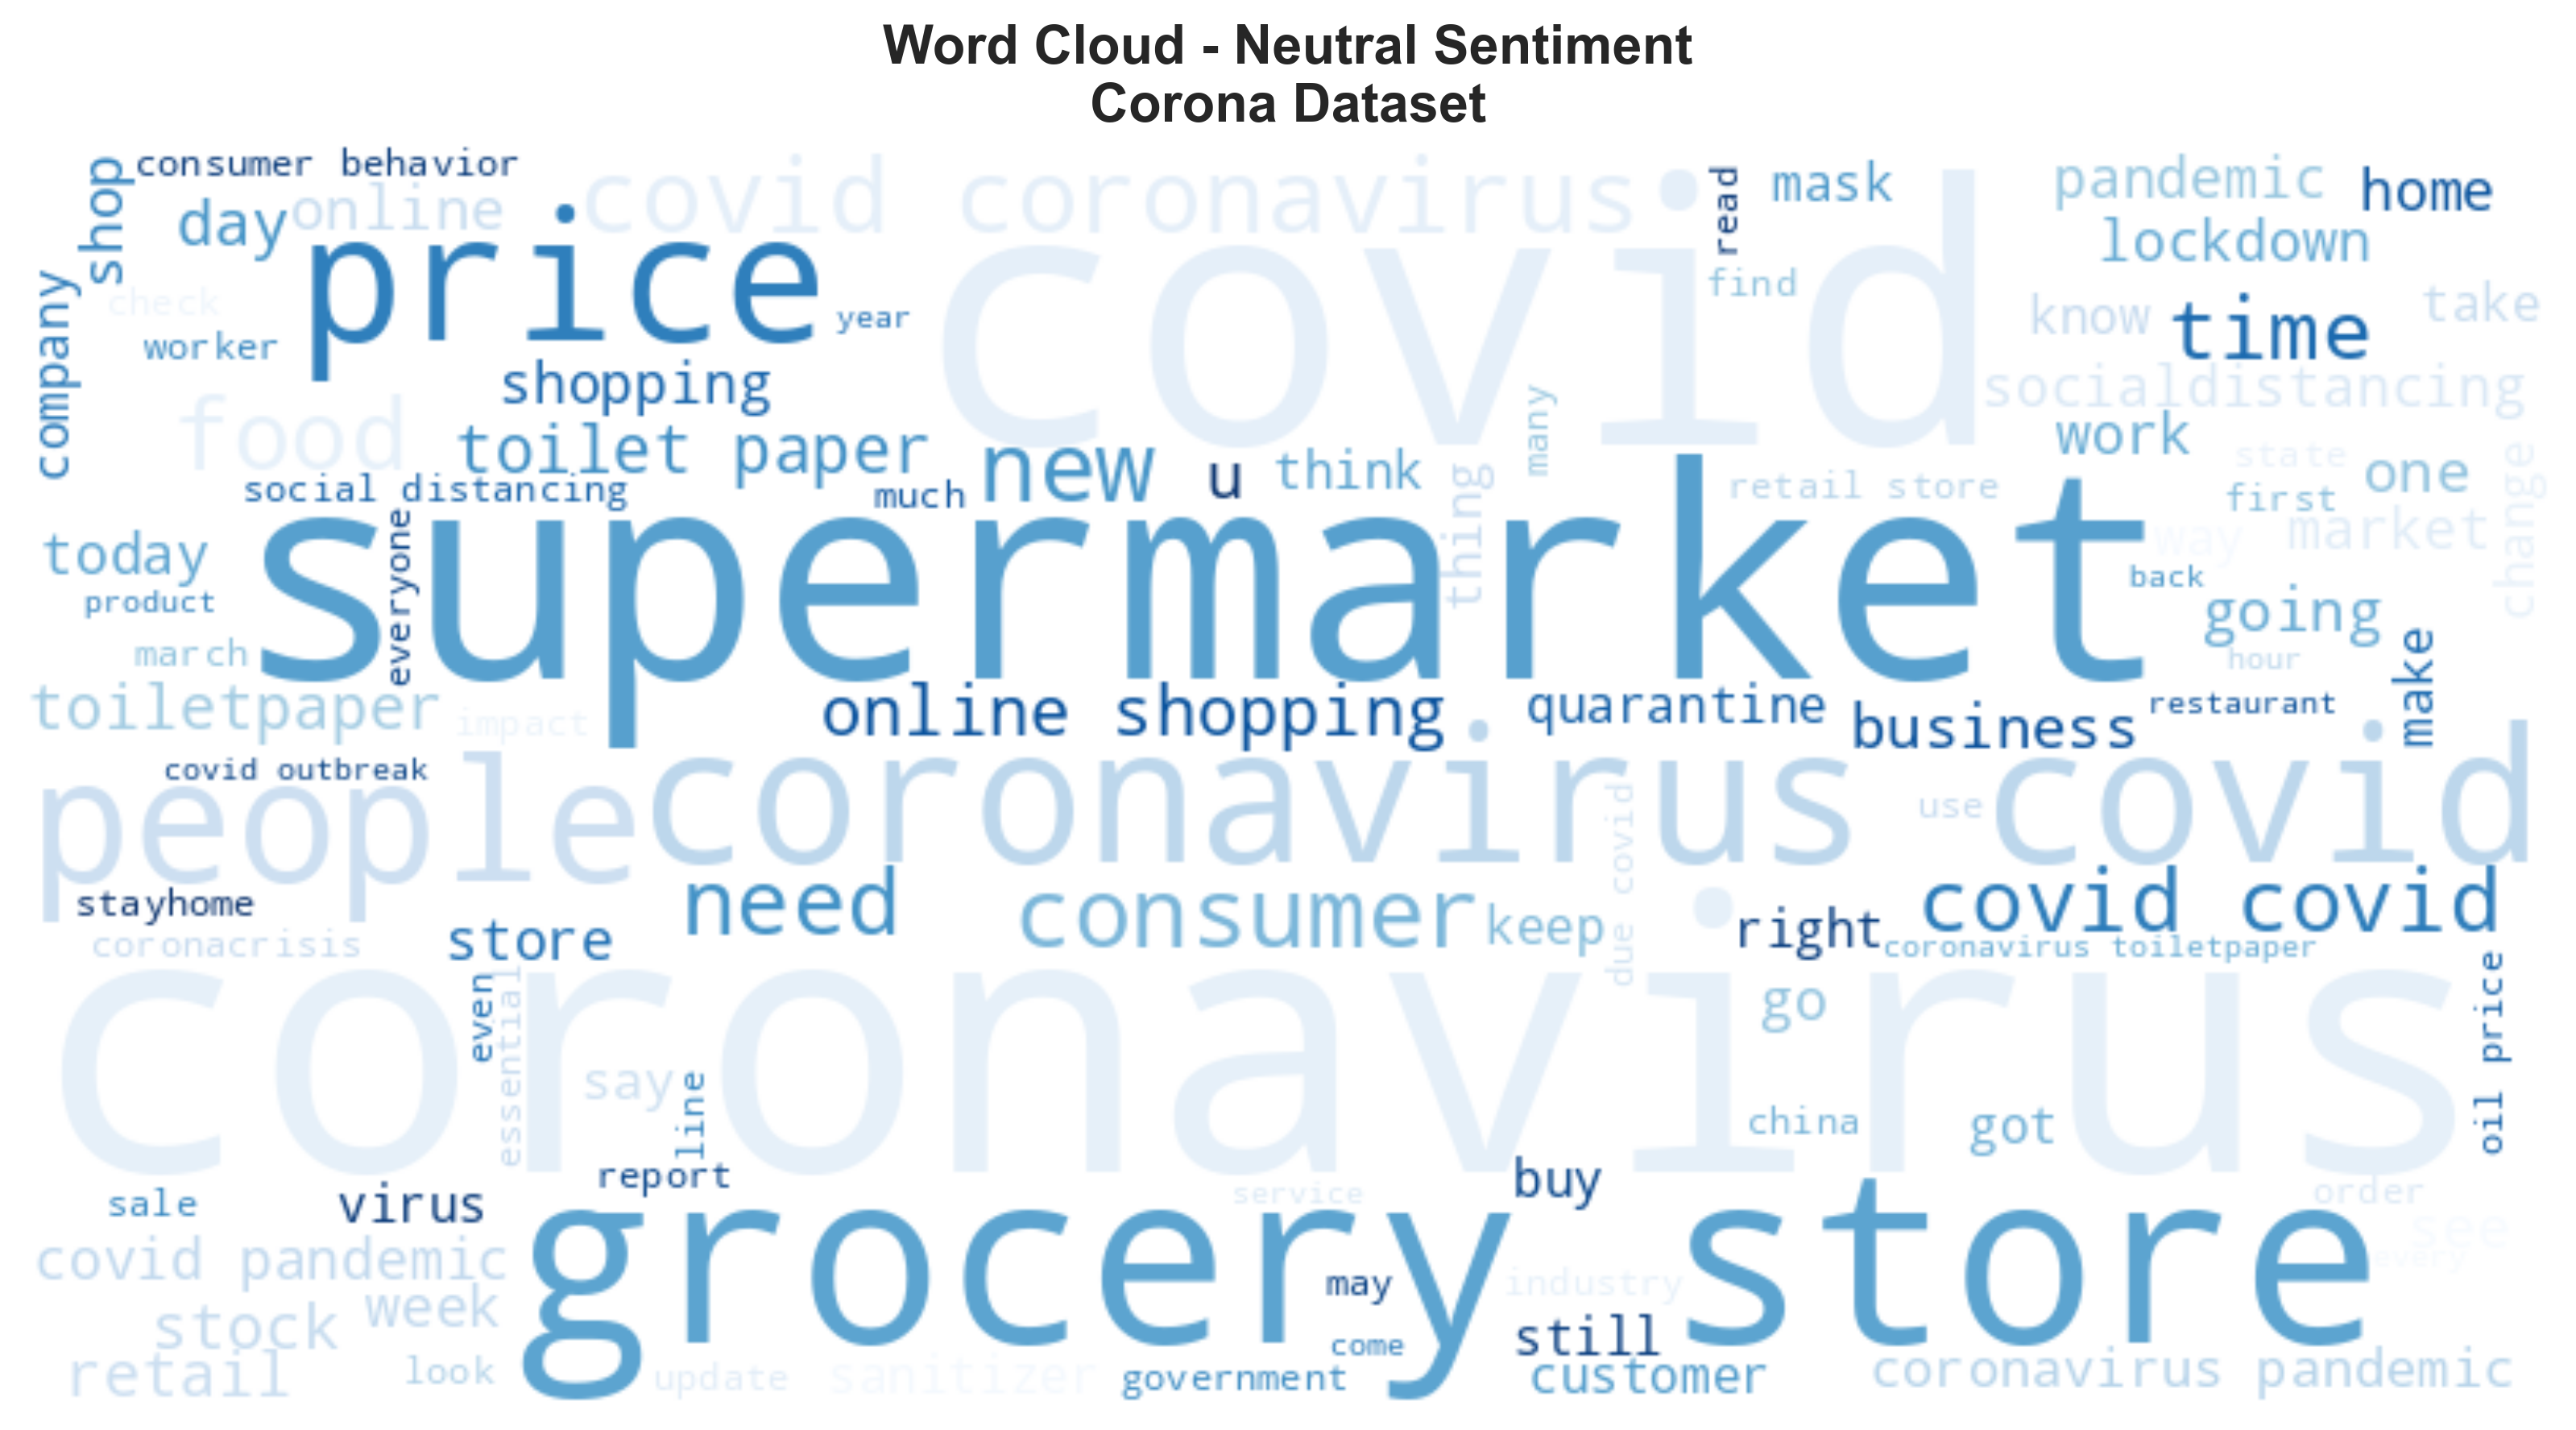 Word Cloud - Neutral Sentiment
Corona Dataset
consumer behavior
shop
day
online
covid coronavirus
covid
read
mask
pandemic
home
lockdown
company
check
price
year
find
know
time
take
worker
shopping
socialdistancing
food
toilet paper
new
u
think
many
work
state
one
change
social distancing
much
thing
retail store
first
way
market
today
everyone
supermarket
back
product
going
march
hour
make
toiletpaper
impact
online shopping
quarantine
business
restaurant
covid outbreak
people
coronavirus covid
due covid
use
stayhome
need
consumer
keep
right
covid covid
coronacrisis
store
coronavirus toiletpaper
even
essential
coronavirus
go
oil price
say
line
china
got
report
buy
sale
virus
service
order
see
every
covid pandemic
grocery store
may
industry
week
stock
come
still
retail
look
update
sanitizer
government
customer
coronavirus pandemic